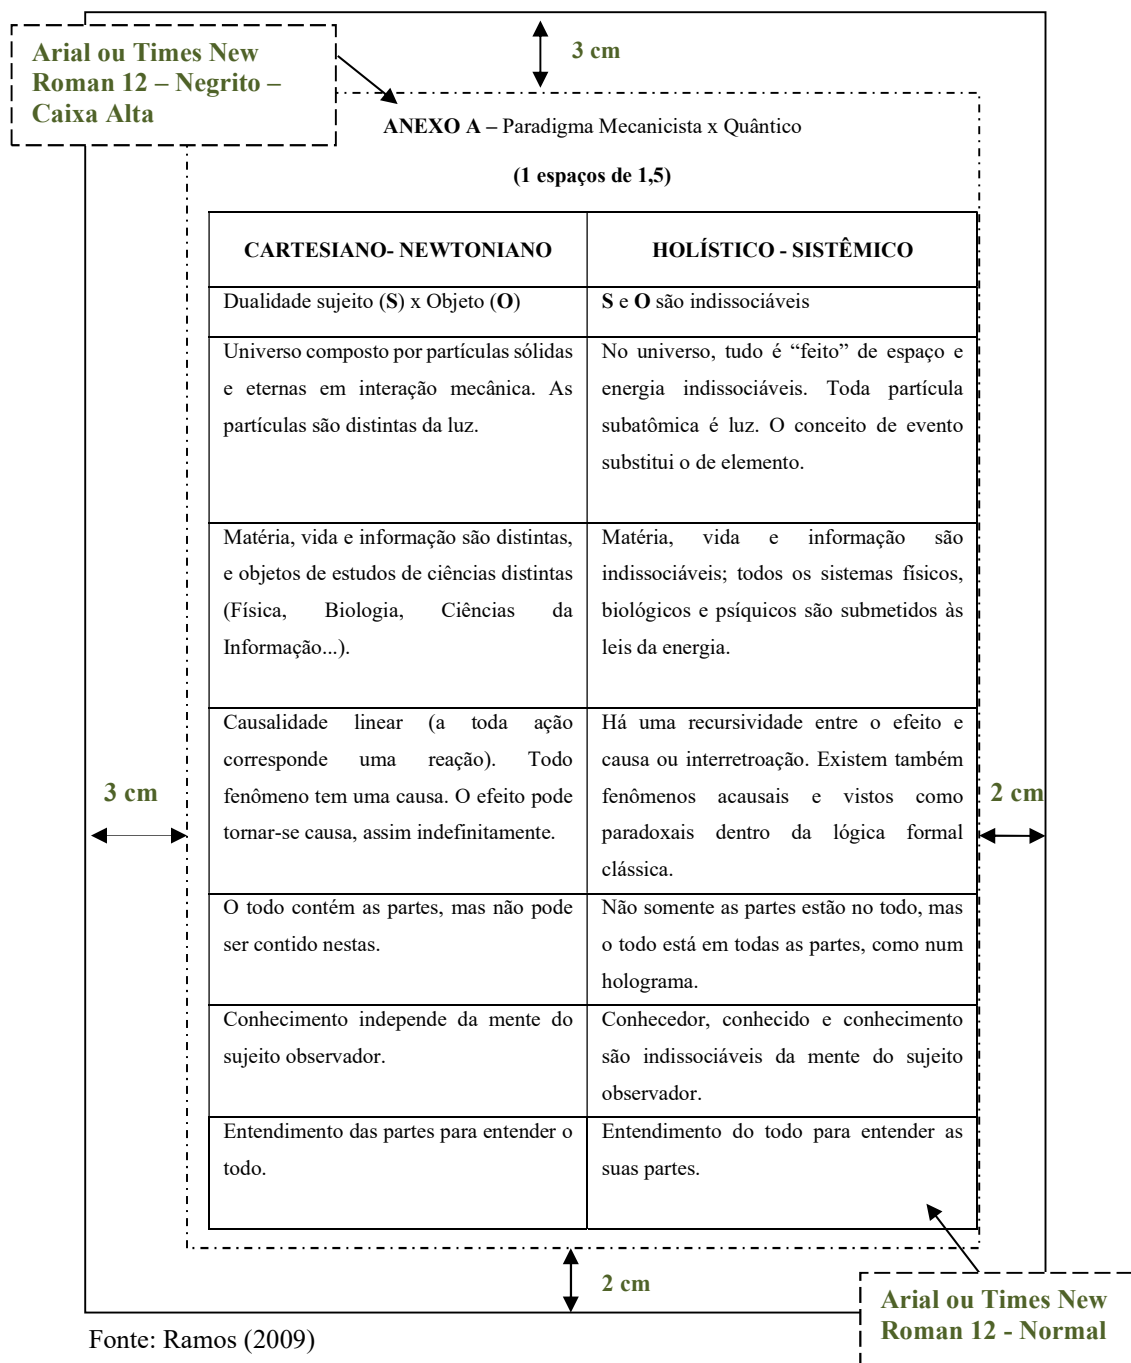 3 cm
Arial ou Times New
Roman 12 – Negrito –
Caixa Alta
ANEXO A – Paradigma Mecanicista x Quântico
(1 espaços de 1,5)
CARTESIANO- NEWTONIANO
HOLÍSTICO - SISTÊMICO
Dualidade sujeito (S) x Objeto (O)
S e O são indissociáveis
Universo composto por partículas sólidas
e eternas em interação mecânica. As
partículas são distintas da luz.
No universo, tudo é “feito” de espaço e
energia indissociáveis. Toda partícula
subatômica é luz. O conceito de evento
substitui o de elemento.
Matéria, vida e informação são distintas,
e objetos de estudos de ciências distintas
(Física, Biologia, Ciências da
Informação...).
Matéria, vida e informação são
indissociáveis; todos os sistemas físicos,
biológicos e psíquicos são submetidos às
leis da energia.
Causalidade linear (a toda ação
corresponde uma reação). Todo
fenômeno tem uma causa. O efeito pode
tornar-se causa, assim indefinitamente.
Há uma recursividade entre o efeito e
causa ou interretroação. Existem também
fenômenos acausais e vistos como
paradoxais dentro da lógica formal
clássica.
3 cm
2 cm
O todo contém as partes, mas não pode
ser contido nestas.
Não somente as partes estão no todo, mas
o todo está em todas as partes, como num
holograma.
Conhecimento independe da mente do
sujeito observador.
Conhecedor, conhecido e conhecimento
são indissociáveis da mente do sujeito
observador.
Entendimento das partes para entender o
todo.
Entendimento do todo para entender as
suas partes.
2 cm
Arial ou Times New
Roman 12 - Normal
Fonte: Ramos (2009)